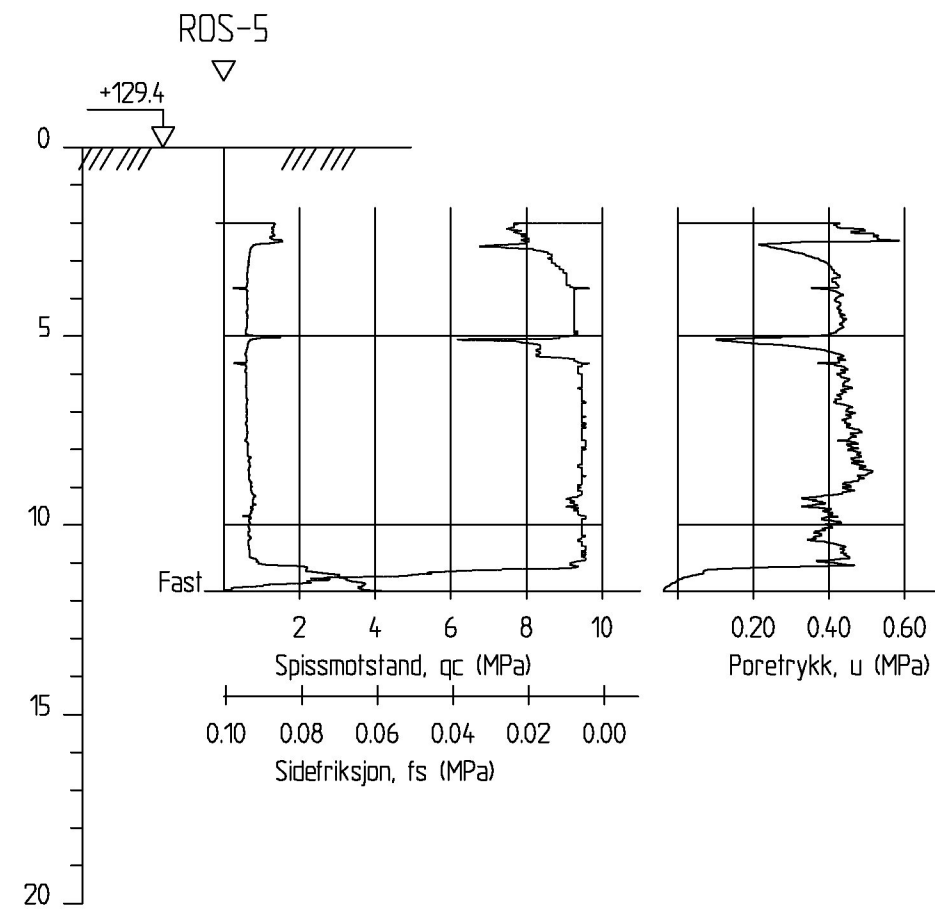 ROS-5
+129.4
0
5
10
Fast
2 4 6 8 10 0.20 0.40 0.60
Spissmotstand, qc (MPa) Poretrykk, u (MPa)
15
0.10 0.08 0.06 0.04 0.02 0.00
Sidefriksjon, fs (MPa)
20